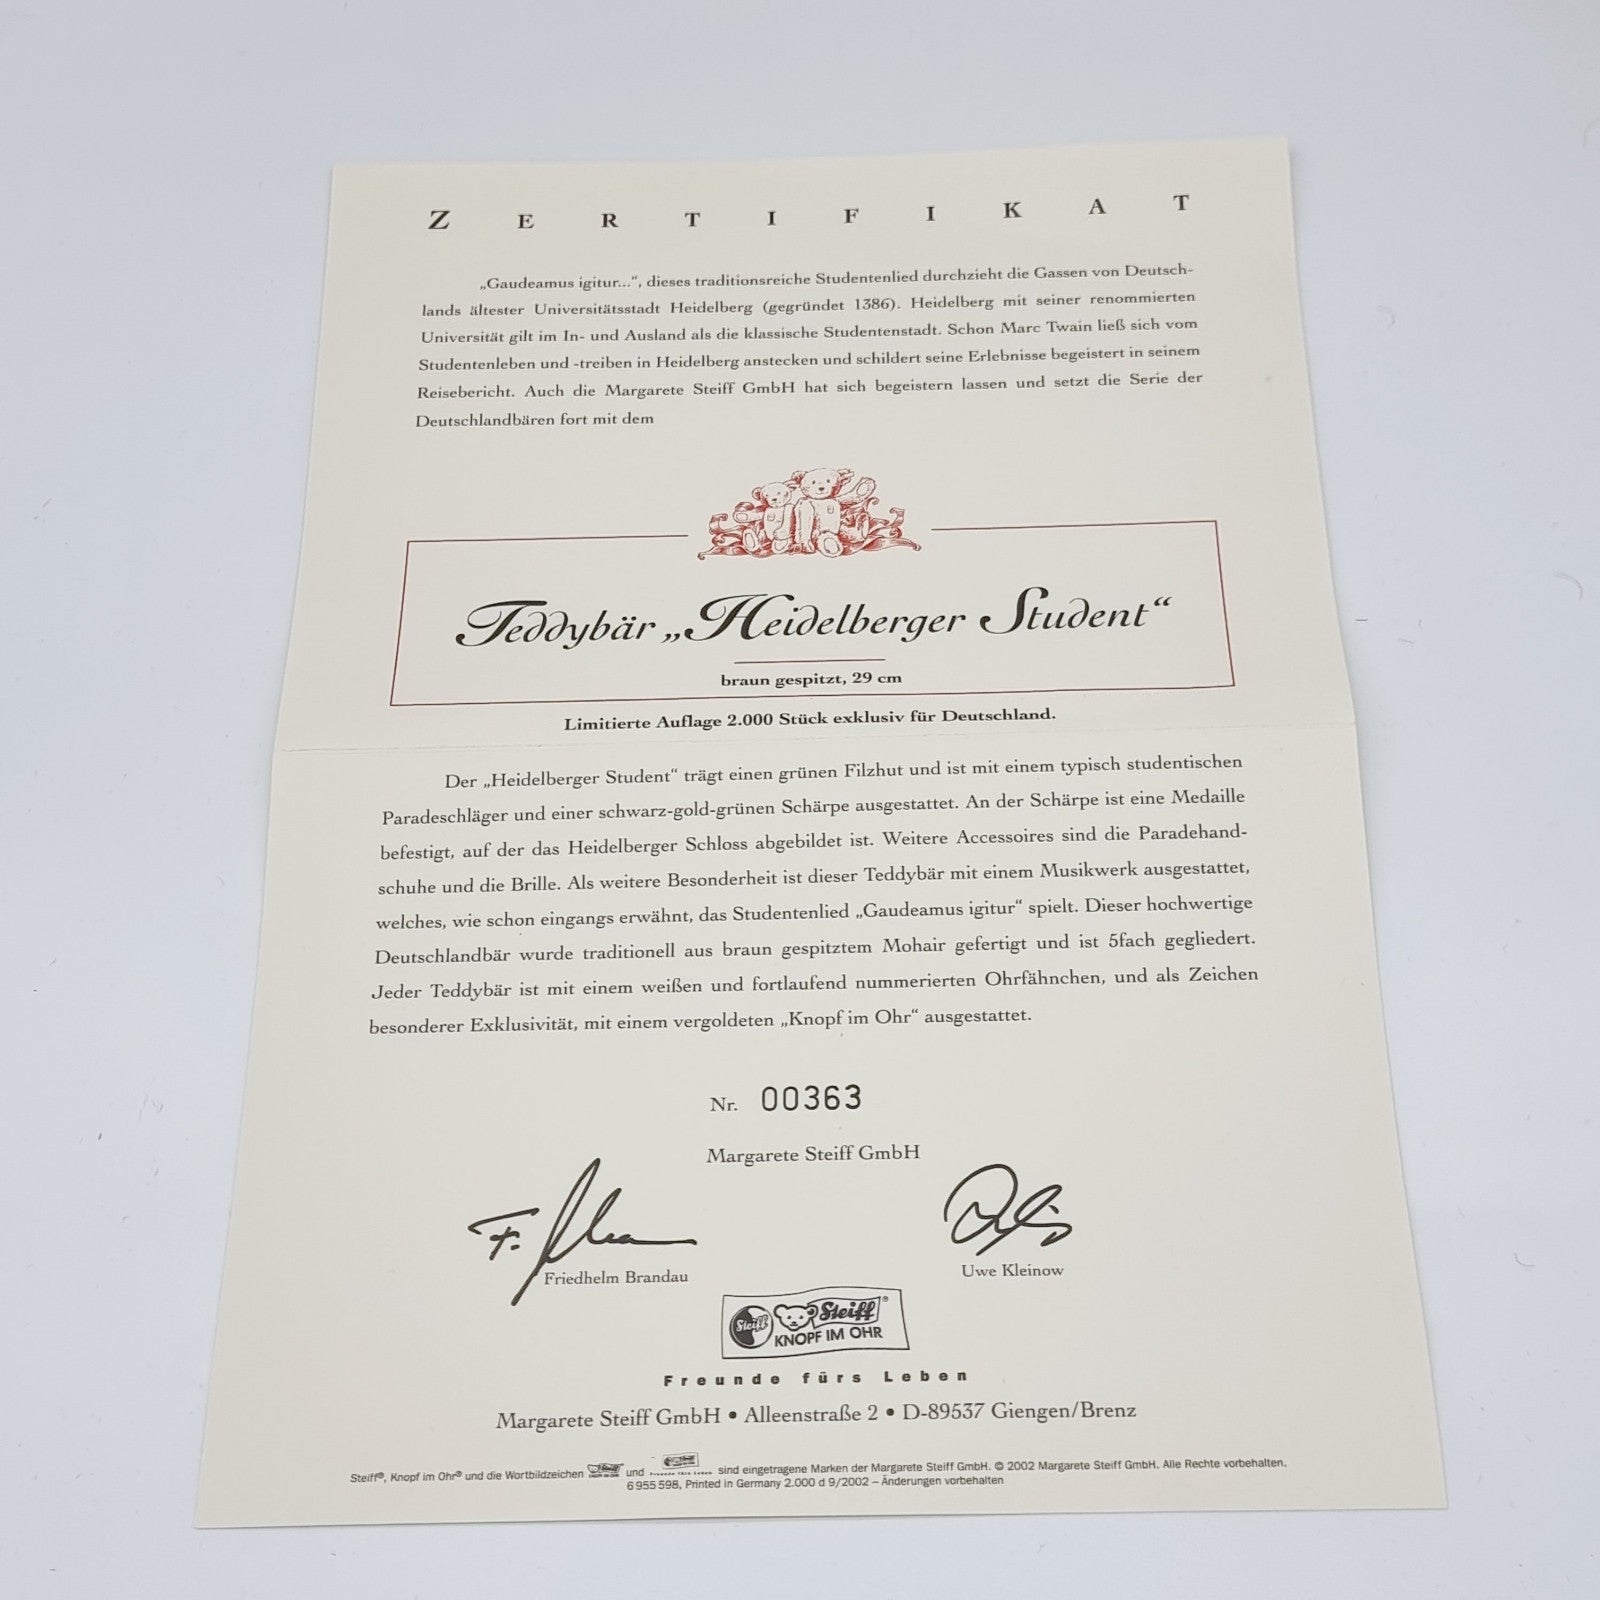 ZERTIFIKAT
„Gaudeamus igitur...“, dieses traditionsreiche Studentenlied durchzieht die Gassen von Deutsch-
lands ältester Universitätsstadt Heidelberg (gegründet 1386). Heidelberg mit seiner renommierten
Universität gilt im In- und Ausland als die klassische Studentenstadt. Schon Marc Twain ließ sich vom
Studentenleben und -treiben in Heidelberg anstecken und schildert seine Erlebnisse begeistert in seinem
Reisebericht. Auch die Margarete Steiff GmbH hat sich begeistern lassen und setzt die Serie der
Deutschlandbären fort mit dem
Teddybär „Heidelberger Student“
braun gespitzt, 29 cm
Limitierte Auflage 2.000 Stück exklusiv für Deutschland.
Der „Heidelberger Student“ trägt einen grünen Filzhut und ist mit einem typisch studentischen
Paradeschläger und einer schwarz-gold-grünen Schärpe ausgestattet. An der Schärpe ist eine Medaille
befestigt, auf der das Heidelberger Schloss abgebildet ist. Weitere Accessoires sind die Paradehand-
schuhe und die Brille. Als weitere Besonderheit ist dieser Teddybär mit einem Musikwerk ausgestattet,
welches, wie schon eingangs erwähnt, das Studentenlied „Gaudeamus igitur“ spielt. Dieser hochwertige
Deutschlandbär wurde traditionell aus braun gespitztem Mohair gefertigt und ist 5fach gegliedert.
Jeder Teddybär ist mit einem weißen und fortlaufend nummerierten Ohrfähnchen, und als Zeichen
besonderer Exklusivität, mit einem vergoldeten „Knopf im Ohr“ ausgestattet.
Nr. 00363
Margarete Steiff GmbH
Friedhelm Brandau Uwe Kleinow
Steiff Steiff®
KNOPF IM OHR
Freunde fürs Leben
Margarete Steiff GmbH • Alleenstraße 2 • D-89537 Giengen/Brenz
Steiff®, Knopf im Ohr® und die Wortbildzeichen und sind eingetragene Marken der Margarete Steiff GmbH. © 2002 Margarete Steiff GmbH. Alle Rechte vorbehalten.
6 955 598, Printed in Germany 2.000 d 9/2002 – Änderungen vorbehalten